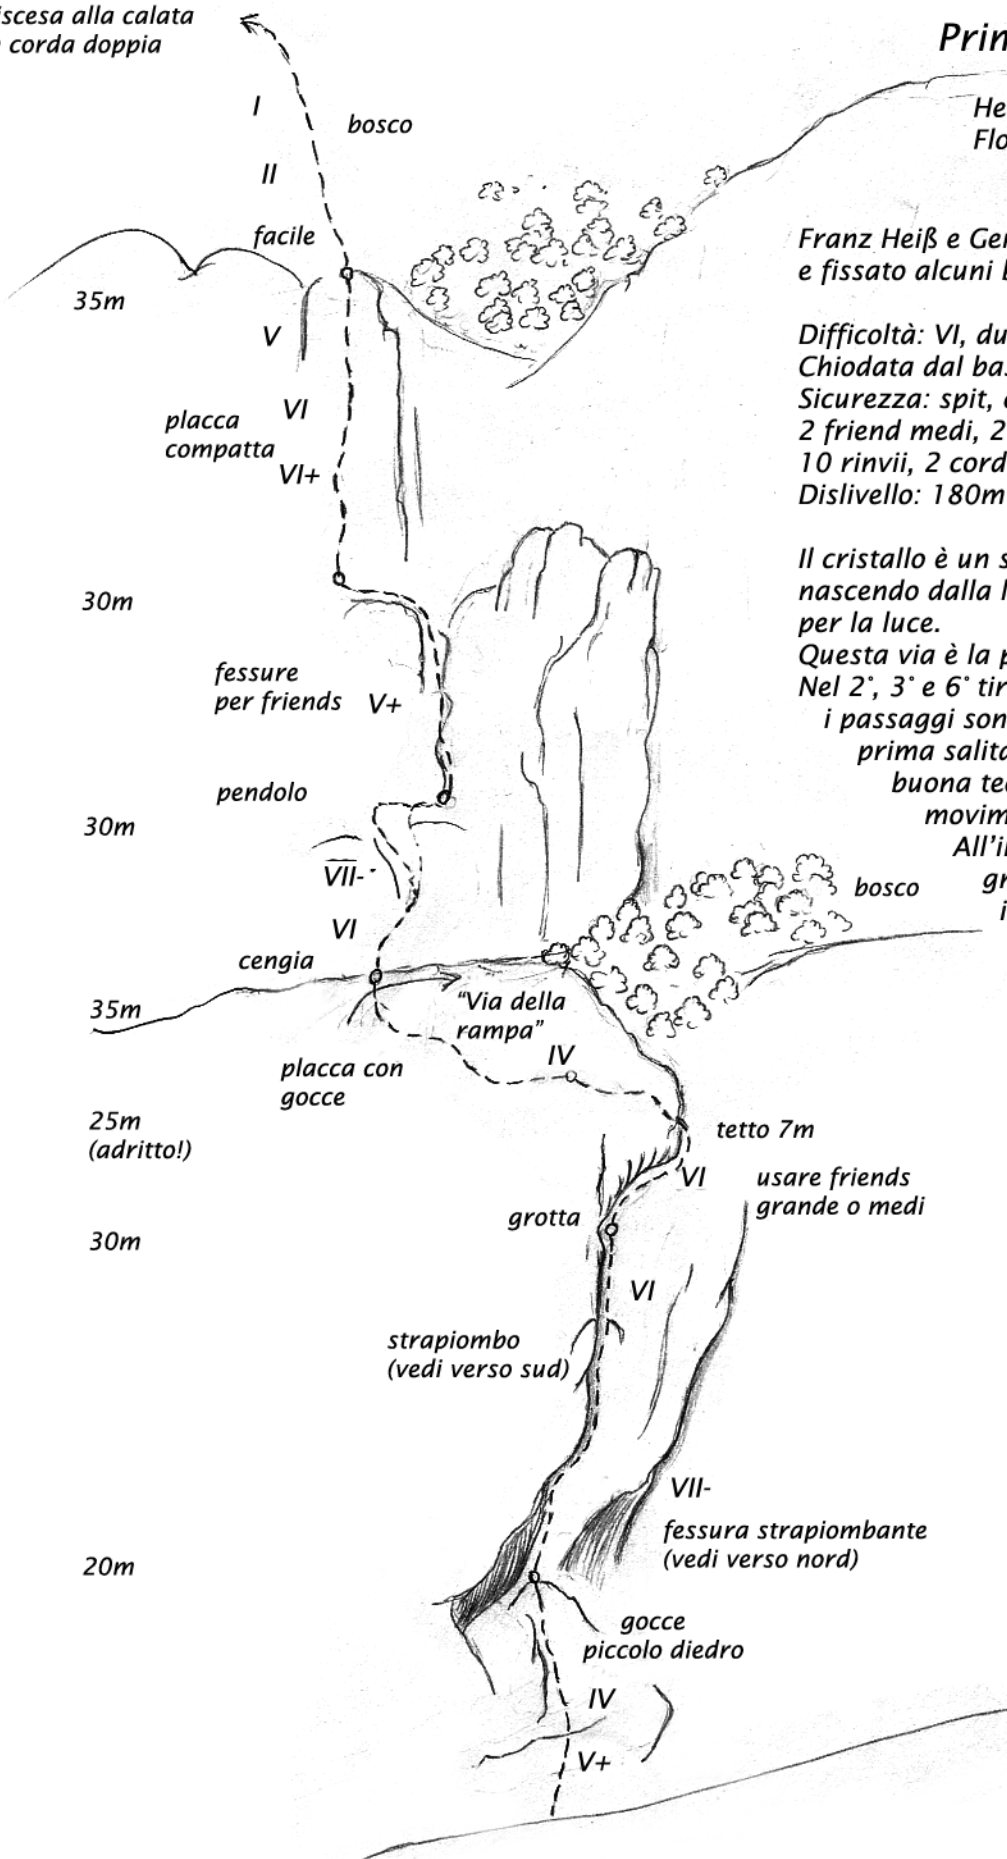 iscesa alla calata
corda doppia
Prin
I
He
bosco
Flo
II
facile
Franz Heiß e Ger
e fissato alcuni
35m
V
Difficoltà: VI, du
Chiodata dal bas
Sicurezza: spit,
2 friend medi, 2
10 rinvii, 2 cord
Dislivello: 180m
VI
placca
compatta
VI+
Il cristallo è un s
nascendo dalla l
per la luce.
Questa via è la p
Nel 2°, 3° e 6° tir
i passaggi son
prima salita
buona tec
movim
All'in
gr
i
30m
fessure
per friends
V+
pendolo
30m
VII-
VI
bosco
cengia
35m
"Via della
rampa"
IV
placca con
gocce
25m
(adritto!)
tetto 7m
VI
usare friends
grande o medi
grotta
30m
VI
strapiombo
(vedi verso sud)
VII-
fessura strapiombante
(vedi verso nord)
20m
gocce
piccolo diedro
IV
V+